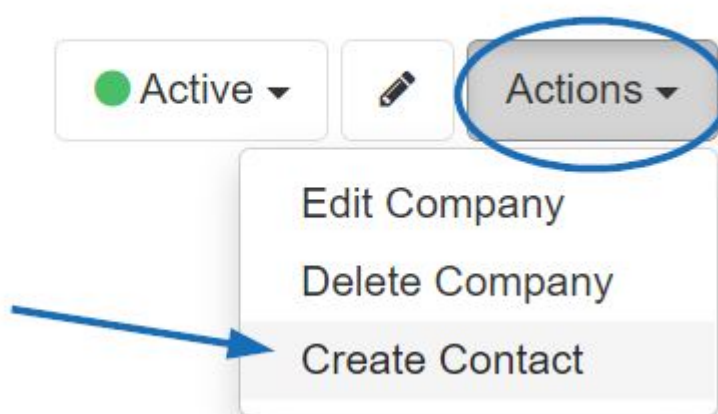 Active Actions
Edit Company
Delete Company
Create Contact